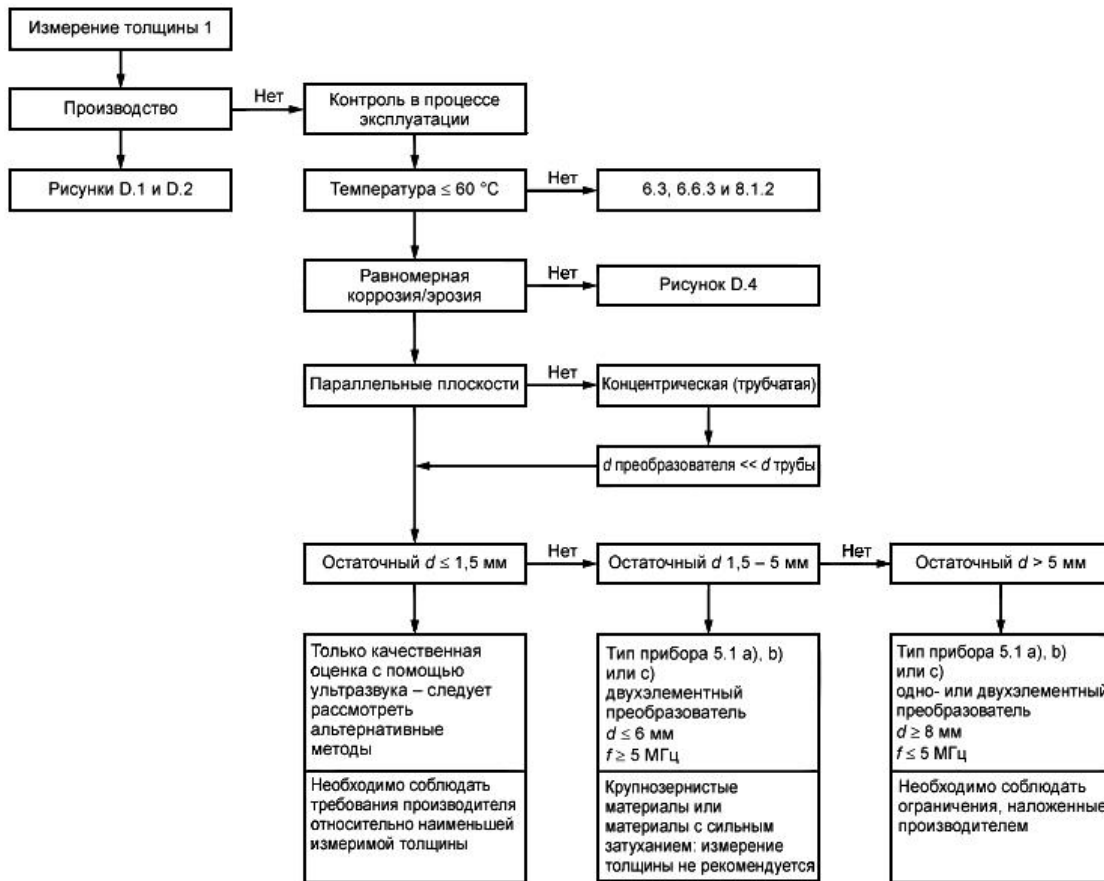 Измерение толщины 1
Производство
Нет
Контроль в процессе
эксплуатации
Рисунки D.1 и D.2
Температура ≤ 60 °C
Нет
6.3, 6.6.3 и 8.1.2
Равномерная
коррозия/эрозия
Нет
Рисунок D.4
Параллельные плоскости
Нет
Концентрическая (трубчатая)
d преобразователя << d трубы
Остаточный d ≤ 1,5 мм
Нет
Остаточный d 1,5 – 5 мм
Нет
Остаточный d > 5 мм
Только качественная
оценка с помощью
ультразвука – следует
рассмотреть
альтернативные
методы
Необходимо соблюдать
требования производителя
относительно наименьшей
измеримой толщины
Тип прибора 5.1 a), b)
или c)
двухэлементный
преобразователь
d ≤ 6 мм
f ≥ 5 МГц
Крупнозернистые
материалы или
материалы с сильным
затуханием: измерение
толщины не рекомендуется
Тип прибора 5.1 a), b)
или c)
одно- или двухэлементный
преобразователь
d ≥ 8 мм
f ≤ 5 МГц
Необходимо соблюдать
ограничения, наложенные
производителем